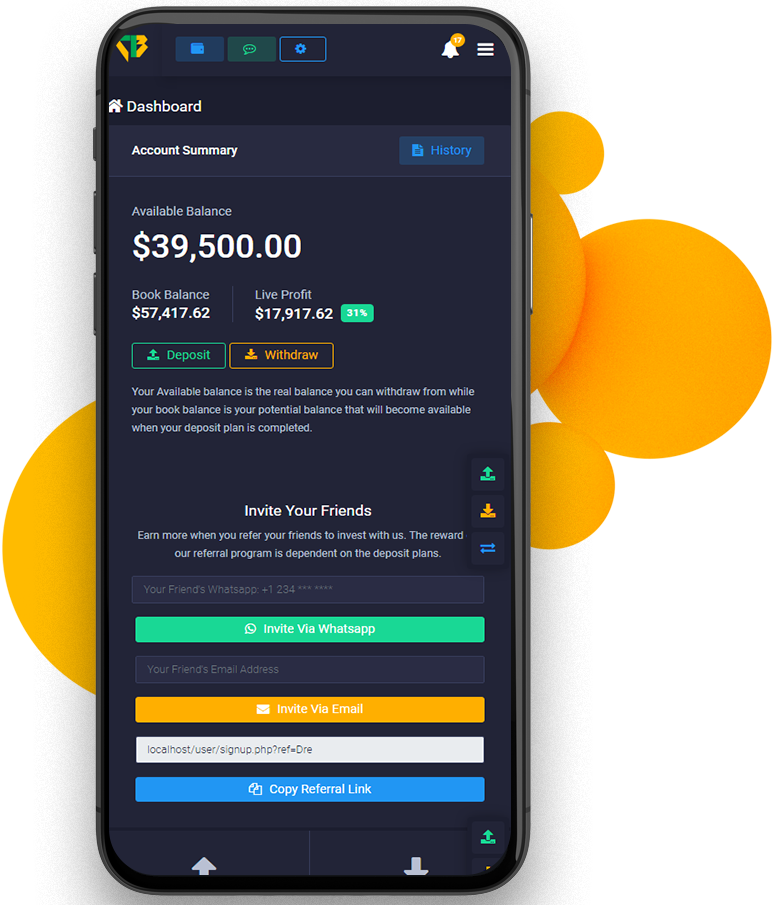 17
Dashboard
Account Summary
History
Available Balance
$39,500.00
Book Balance
Live Profit
$57,417.62
$17,917.62
31%
Deposit
Withdraw
Your Available balance is the real balance you can withdraw from while
your book balance is your potential balance that will become available
when your deposit plan is completed.
Invite Your Friends
Earn more when you refer your friends to invest with us. The reward
our referral program is dependent on the deposit plans.
Your Friend's Whatsapp: +1 234 *** ****
Invite Via Whatsapp
Your Friend's Email Address
Invite Via Email
localhost/user/signup.php?ref=Dre
Copy Referral Link